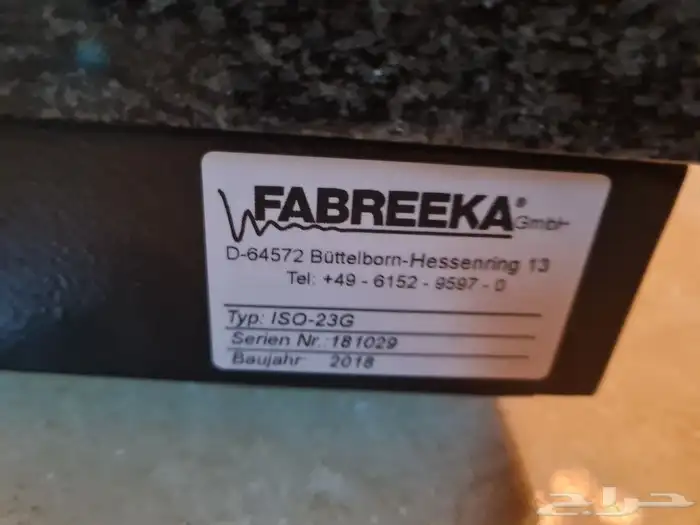 FABREEKA® GmbH
D-64572 Büttelborn-Hessenring 13
Tel: +49 - 6152 - 9597 - 0
Typ: ISO-23G
Serien Nr.: 181029
Baujahr 2018
حراج